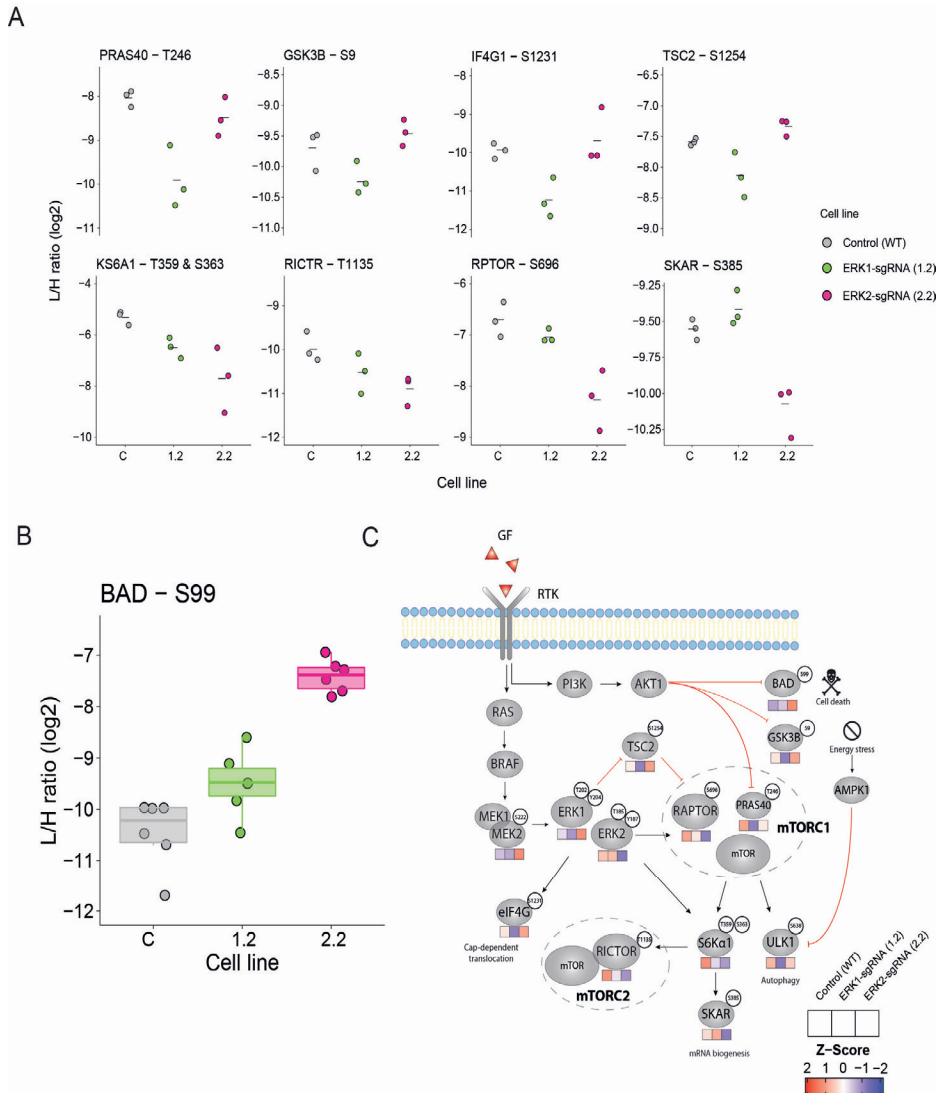 A
PRAS40 – T246
GSK3B – S9
IF4G1 – S1231
TSC2 – S1254
−8
−9
−10
−11
−8.5
−9.0
−9.5
−10.0
−10.5
−11.0
−8
−9
−10
−11
−12
−6.5
−7.0
−7.5
−8.0
−8.5
−9.0
L/H ratio (log2)
Cell line
Control (WT)
ERK1-sgRNA (1.2)
ERK2-sgRNA (2.2)
KS6A1 – T359 & S363
RICTR – T1135
RPTOR – S696
SKAR – S385
−4
−6
−8
−10
−9
−10
−11
−12
−6
−7
−8
−9
−9.25
−9.50
−9.75
−10.00
−10.25
C 1.2 2.2
C 1.2 2.2
C 1.2 2.2
C 1.2 2.2
Cell line
B
BAD – S99
L/H ratio (log2)
−7
−8
−9
−10
−11
−12
C 1.2 2.2
Cell line
C
GF
RTK
PI3K
AKT1
BAD
S99
Cell death
RAS
S1254
TSC2
GSK3B
S9
Energy stress
BRAF
AMPK1
MEK1
MEK2
S222
ERK1
T202
Y204
ERK2
T185
Y187
RAPTOR
S696
PRAS40
T246
mTORC1
mTOR
eIF4G
S1231
Cap-dependent
translocation
mTOR
RICTOR
T1135
mTORC2
S6Kα1
T359
S363
ULK1
S638
Autophagy
SKAR
S385
mRNA biogenesis
Control (WT)
ERK1-sgRNA (1.2)
ERK2-sgRNA (2.2)
Z−Score
2 1 0 −1 −2